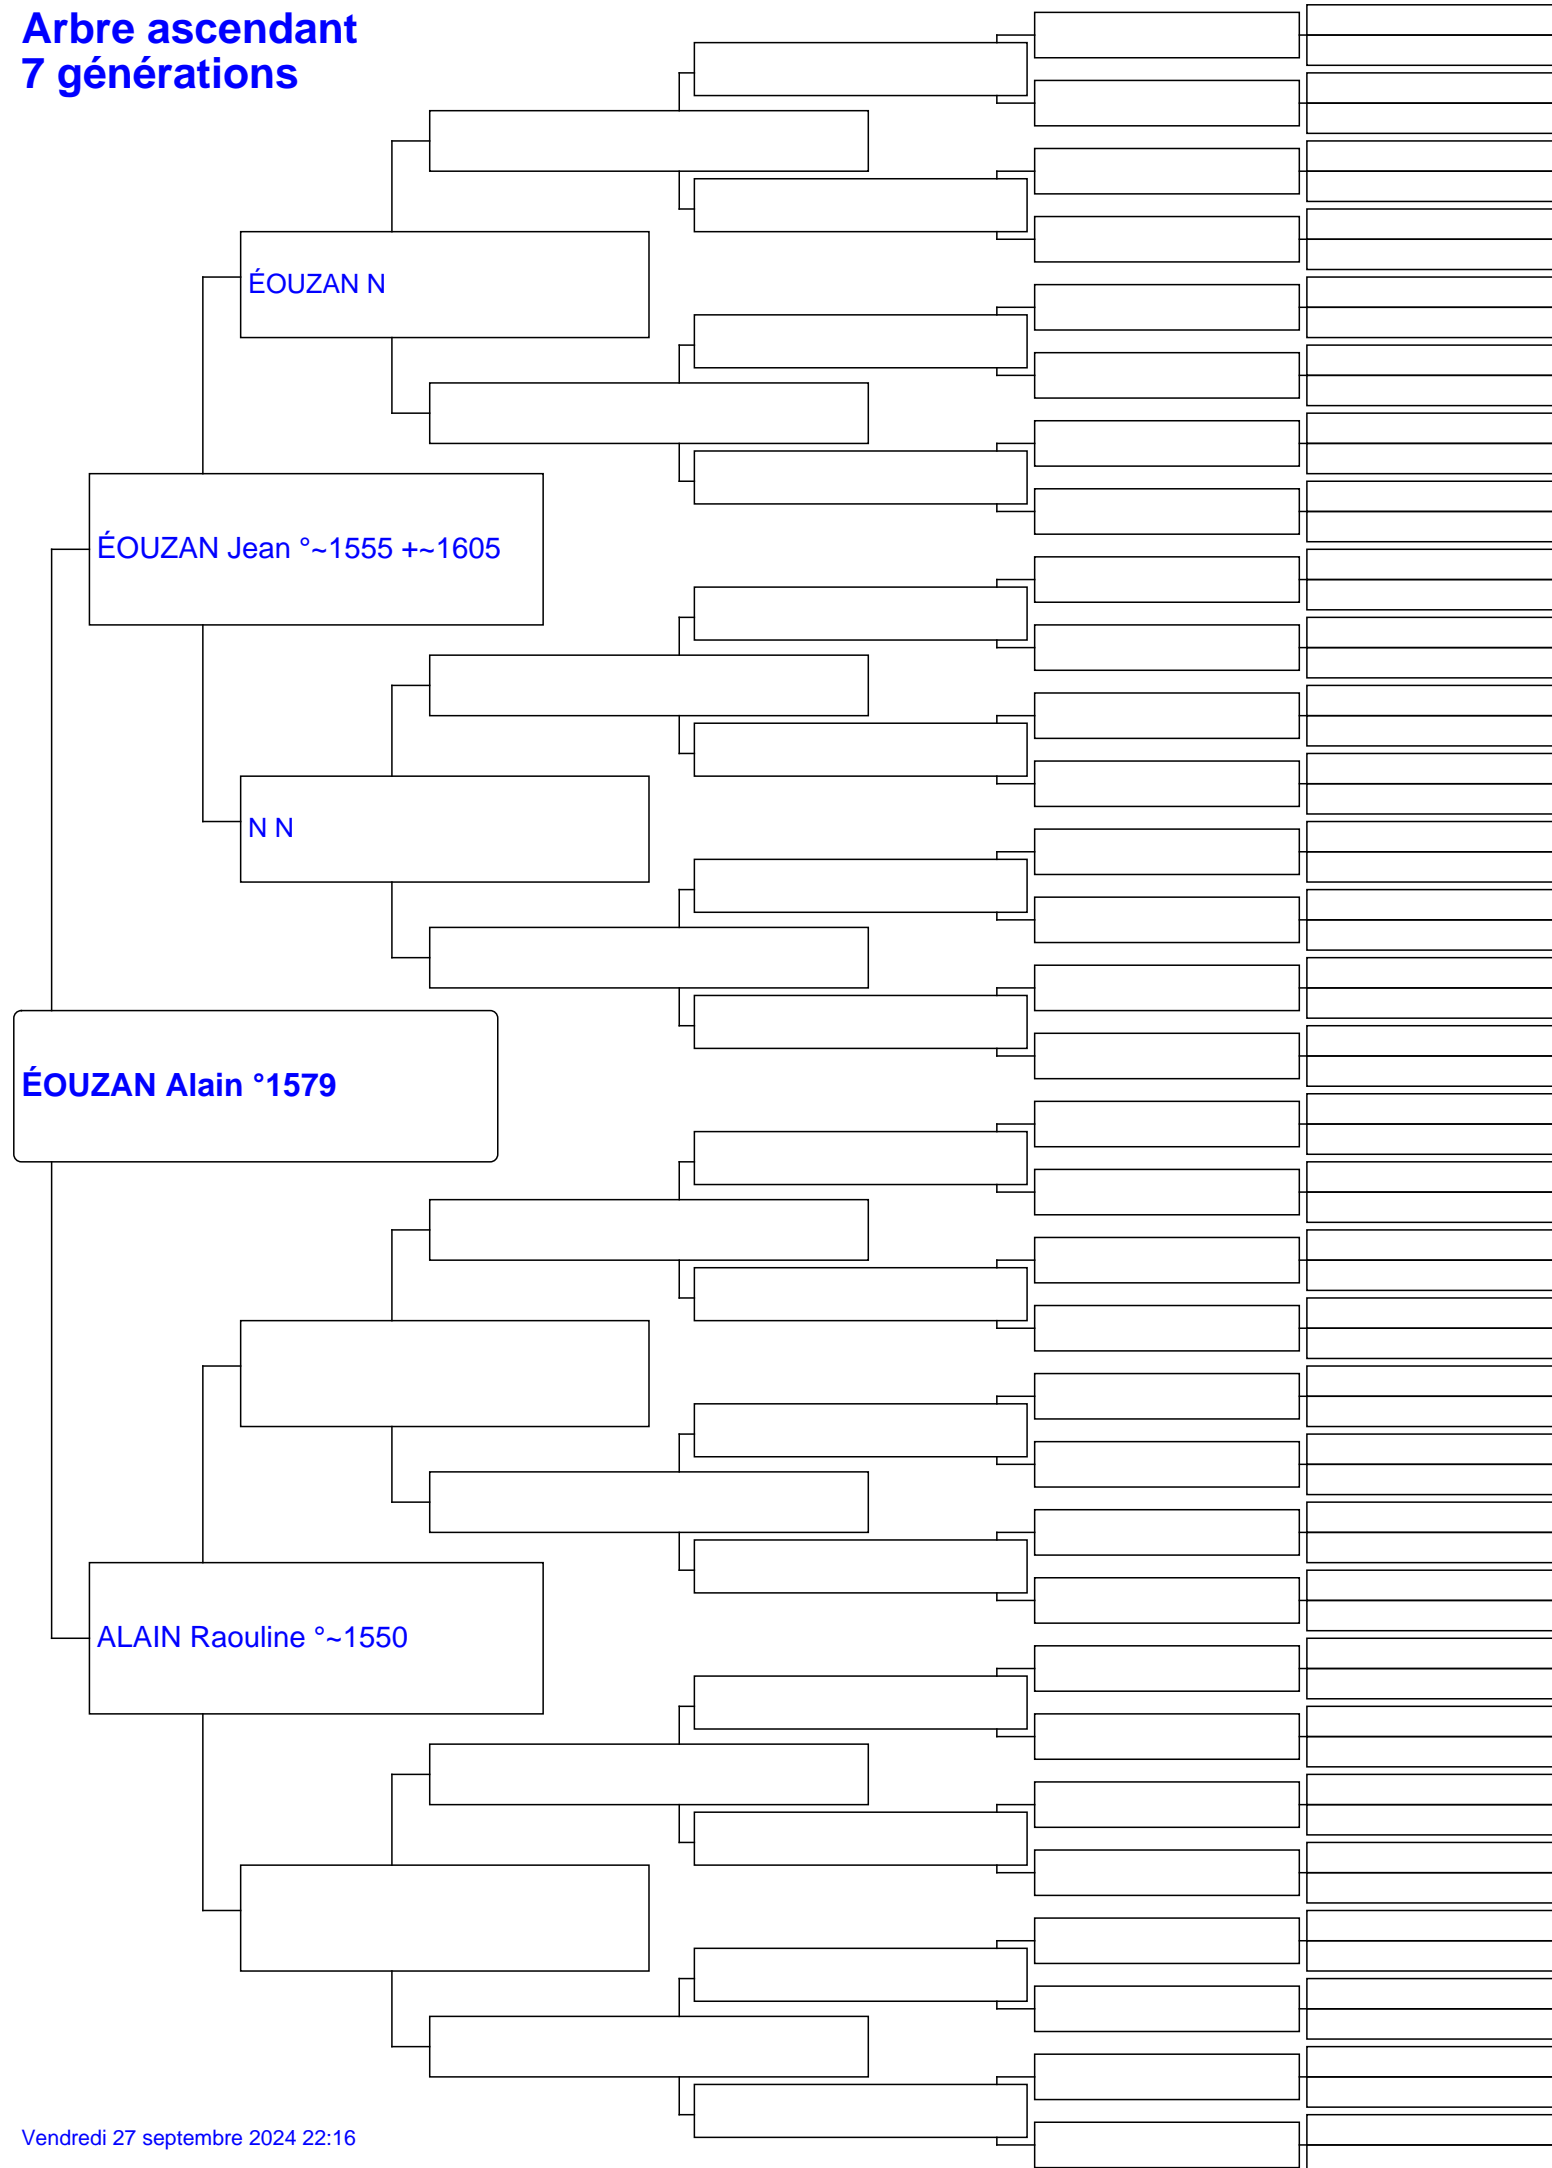 Arbre ascendant
7 générations
ÉOUZAN N
ÉOUZAN Jean °~1555 +~1605
N N
ÉOUZAN Alain °1579
ALAIN Raouline °~1550
Vendredi 27 septembre 2024 22:16